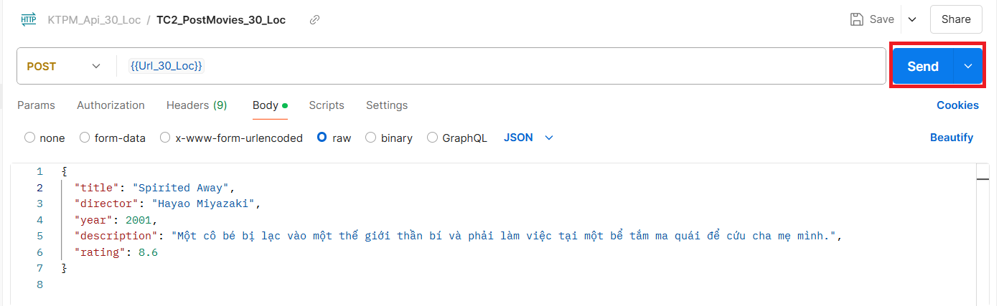 HTTP KTPM_Api_30_Loc / TC2_PostMovies_30_Loc Save Share
POST {{Url_30_Loc}} Send
Params Authorization Headers (9) Body Scripts Settings Cookies
none form-data x-www-form-urlencoded raw binary GraphQL JSON Beautify
1 {
2 "title": "Spirited Away",
3 "director": "Hayao Miyazaki",
4 "year": 2001,
5 "description": "Một cô bé bị lạc vào một thế giới thần bí và phải làm việc tại một bể tắm ma quái để cứu cha mẹ mình.",
6 "rating": 8.6
7 }
8